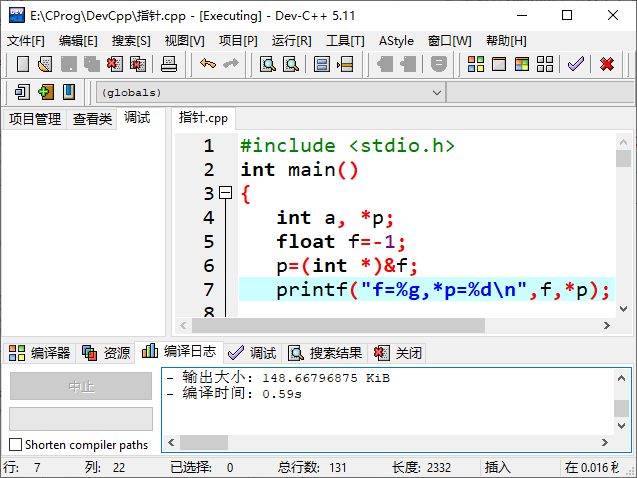 E:\CProg\DevCpp\指针.cpp - [Executing] - Dev-C++ 5.11
文件[F] 编辑[E] 搜索[S] 视图[V] 项目[P] 运行[R] 工具[T] AStyle 窗口[W] 帮助[H]
(globals)
项目管理 查看类 调试 指针.cpp
1 #include <stdio.h>
2 int main()
3 {
4 int a, *p;
5 float f=-1;
6 p=(int *)&f;
7 printf("f=%g,*p=%d\n",f,*p);
编译器 资源 编译日志 调试 搜索结果 关闭
中止
- 输出大小: 148.66796875 KiB
- 编译时间: 0.59s
Shorten compiler paths
行: 7 列: 22 已选择: 0 总行数: 131 长度: 2332 插入 在 0.016 秒